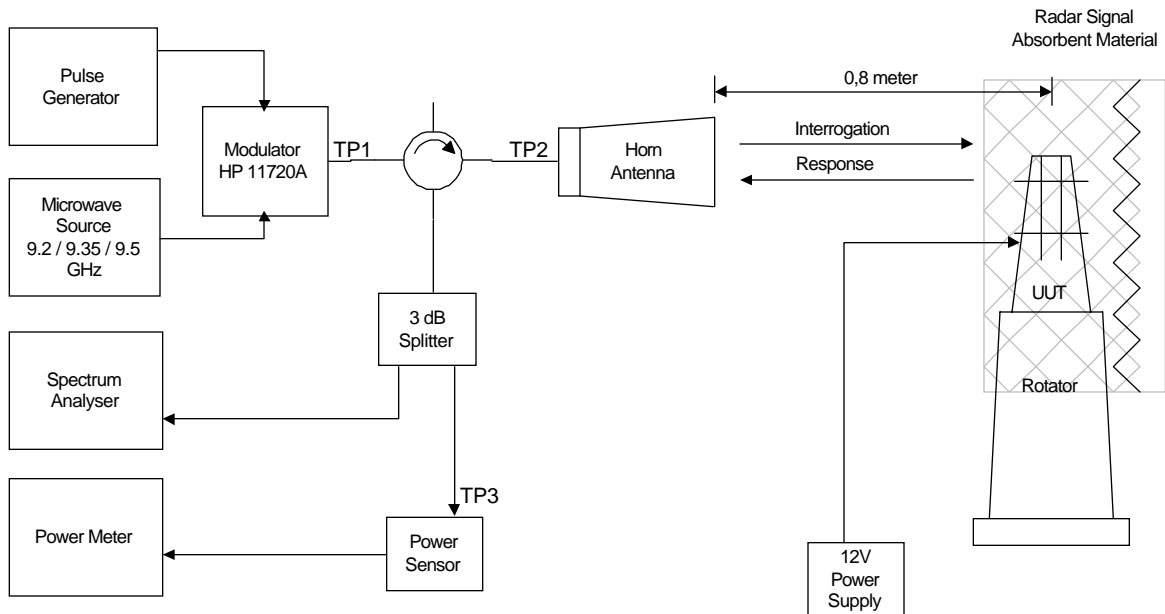 Radar Signal
Absorbent Material
Pulse
Generator
0,8 meter
Modulator
HP 11720A
TP1
TP2
Horn
Antenna
Interrogation
Response
Microwave
Source
9.2 / 9.35 / 9.5
GHz
UUT
3 dB
Splitter
Spectrum
Analyser
Rotator
TP3
Power Meter
Power
Sensor
12V
Power
Supply